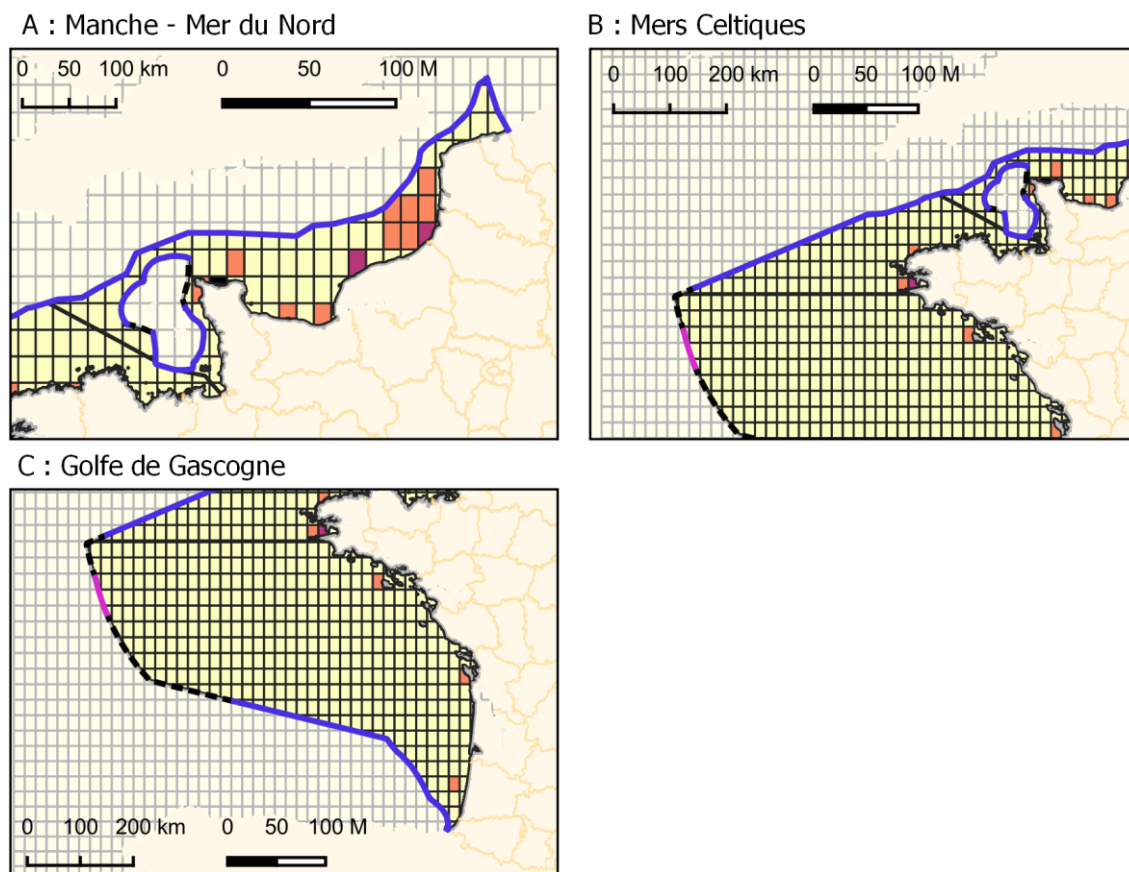 A : Manche - Mer du Nord
0 50 100 km 0 50 100 M
B : Mers Celtiques
0 100 200 km 0 50 100 M
C : Golfe de Gascogne
0 100 200 km 0 50 100 M